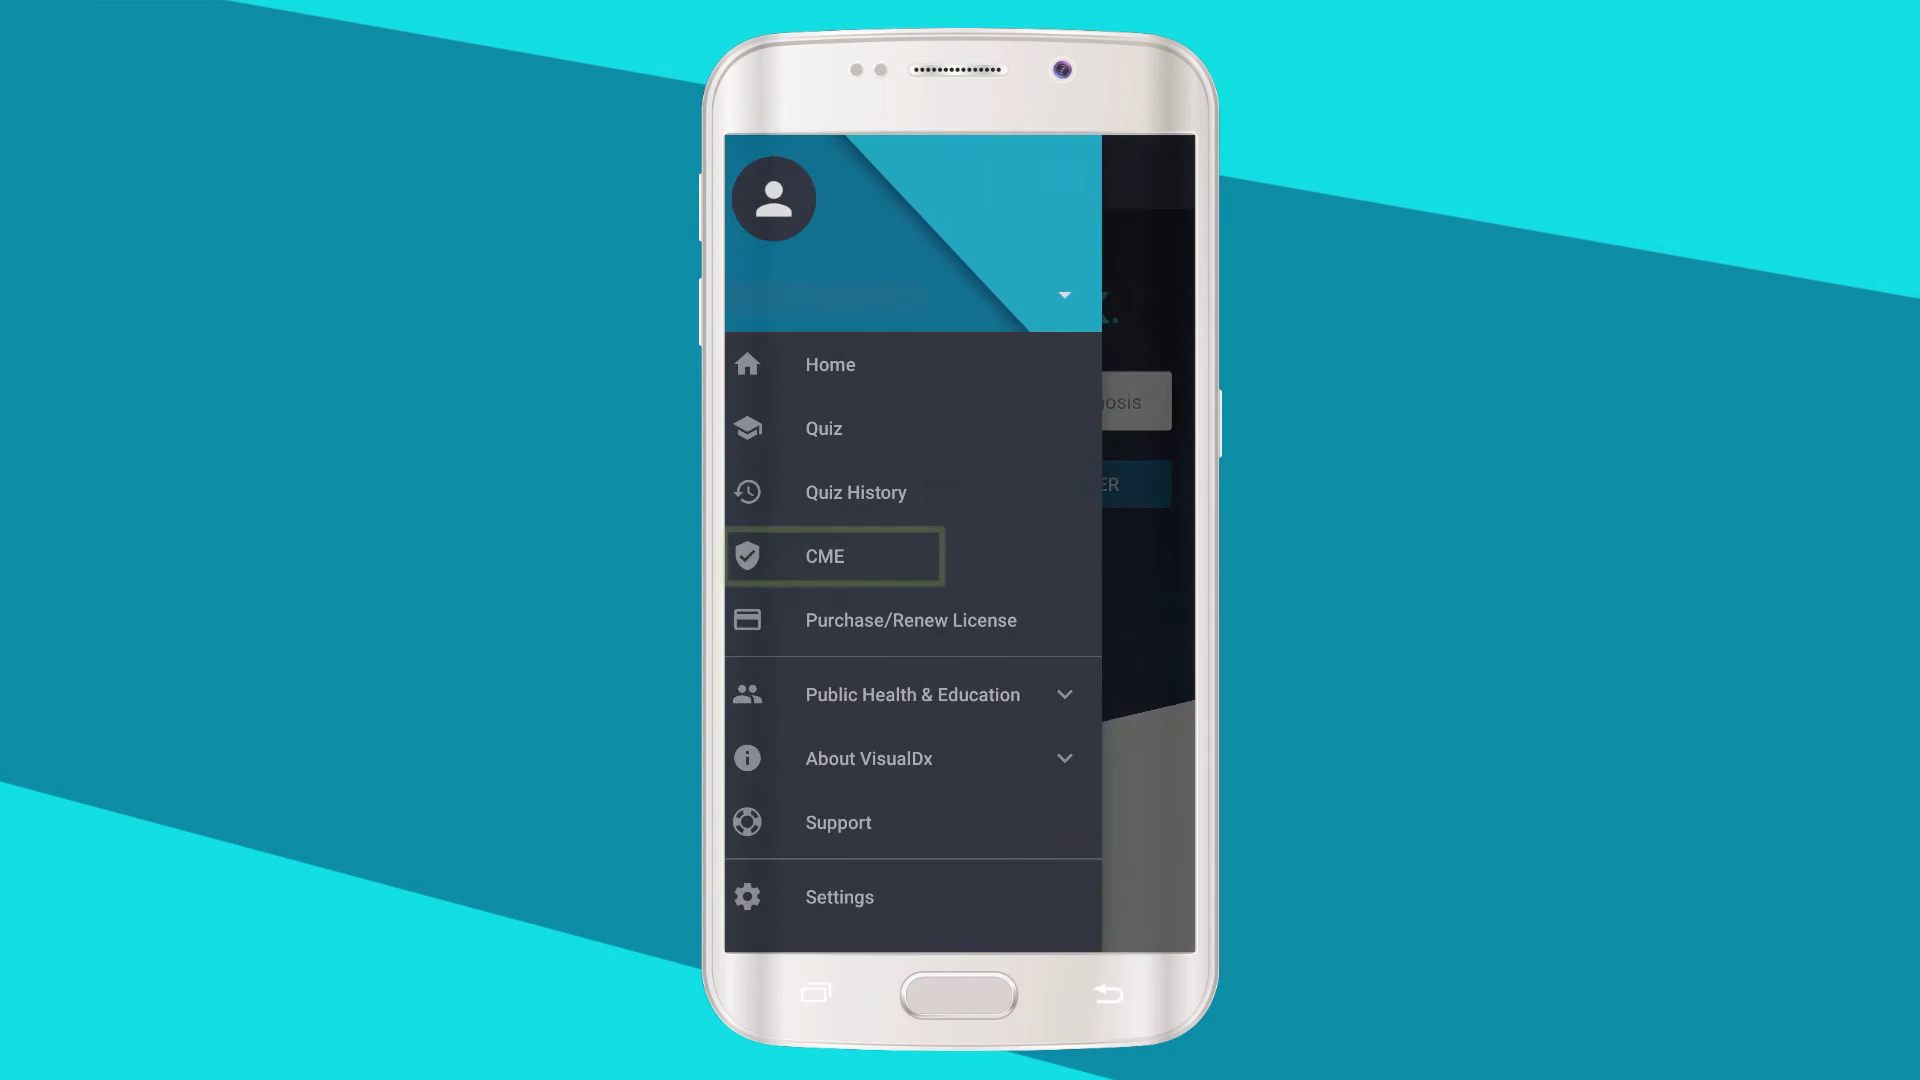 Home
Quiz
Quiz History
CME
Purchase/Renew License
Public Health & Education
About VisualDx
Support
Settings